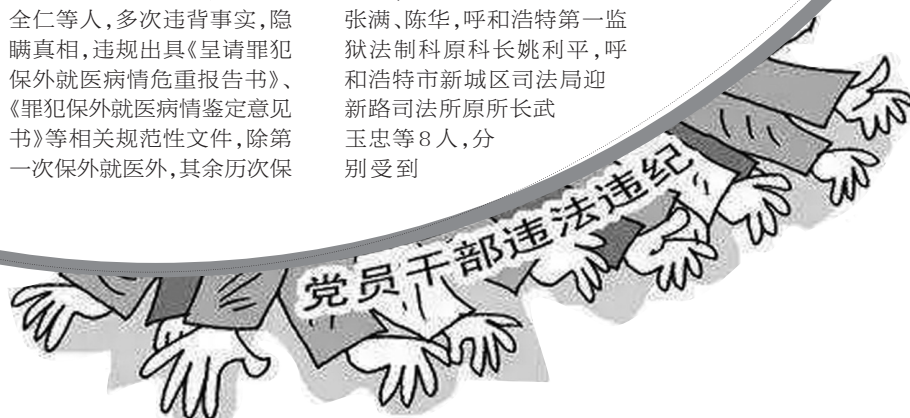 全仁等人,多次违背事实,隐
瞒真相,违规出具《呈请罪犯
保外就医病情危重报告书》、
《罪犯保外就医病情鉴定意见
书》等相关规范性文件,除第
一次保外就医外,其余历次保
张满、陈华,呼和浩特第一监
狱法制科原科长姚利平,呼
和浩特市新城区司法局迎
新路司法所原所长武
玉忠等8人,分
别受到
党员干部违法违纪